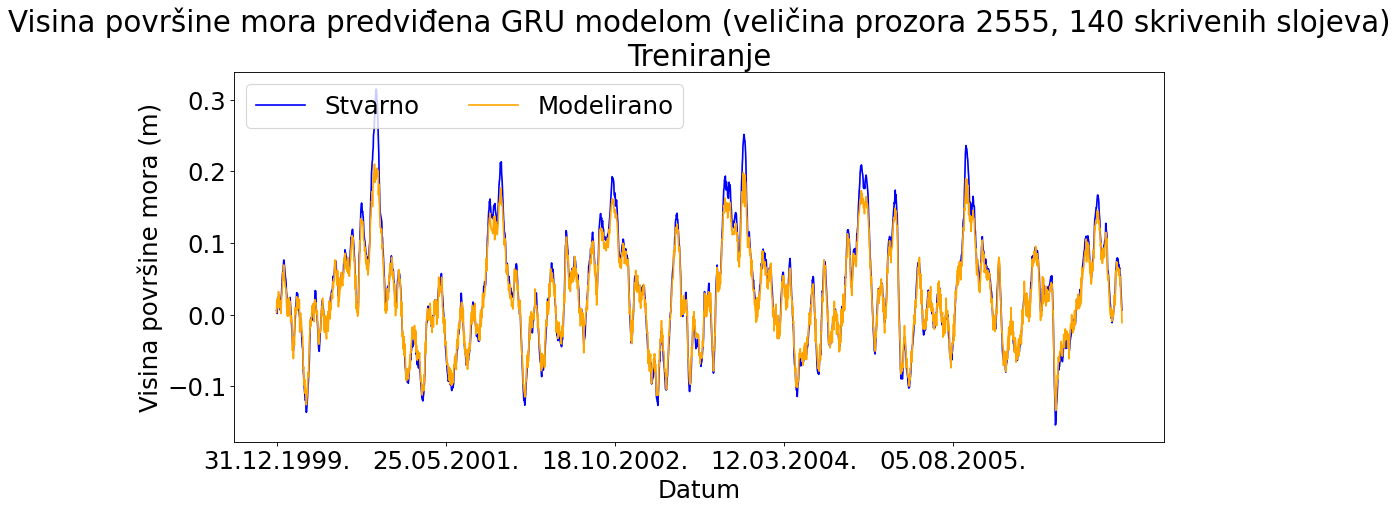 Visina površine mora predviđena GRU modelom (veličina prozora 2555, 140 skrivenih slojeva)
Treniranje
Stvarno Modelirano
Visina površine mora (m)
0.3
0.2
0.1
0.0
−0.1
31.12.1999. 25.05.2001. 18.10.2002. 12.03.2004. 05.08.2005.
Datum